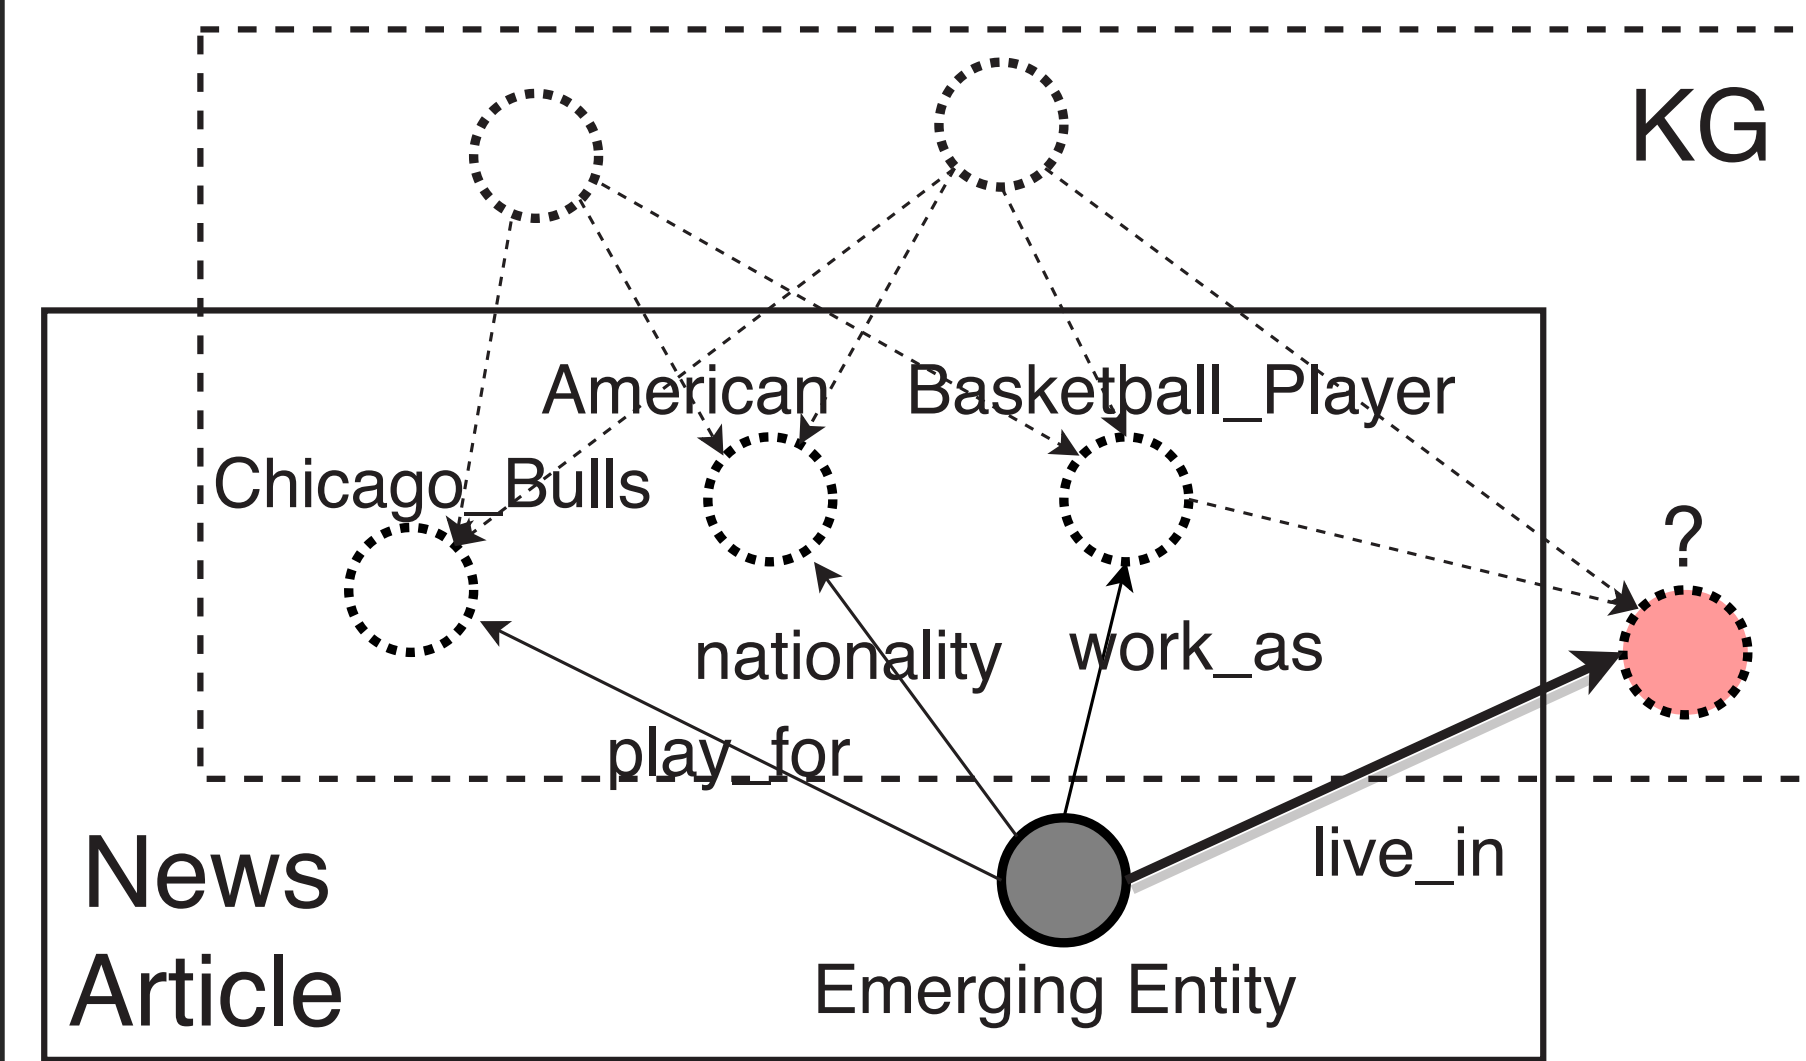 KG
American
Basketball_Player
Chicago_Bulls
?
nationality
work_as
play_for
live_in
News
Article
Emerging Entity